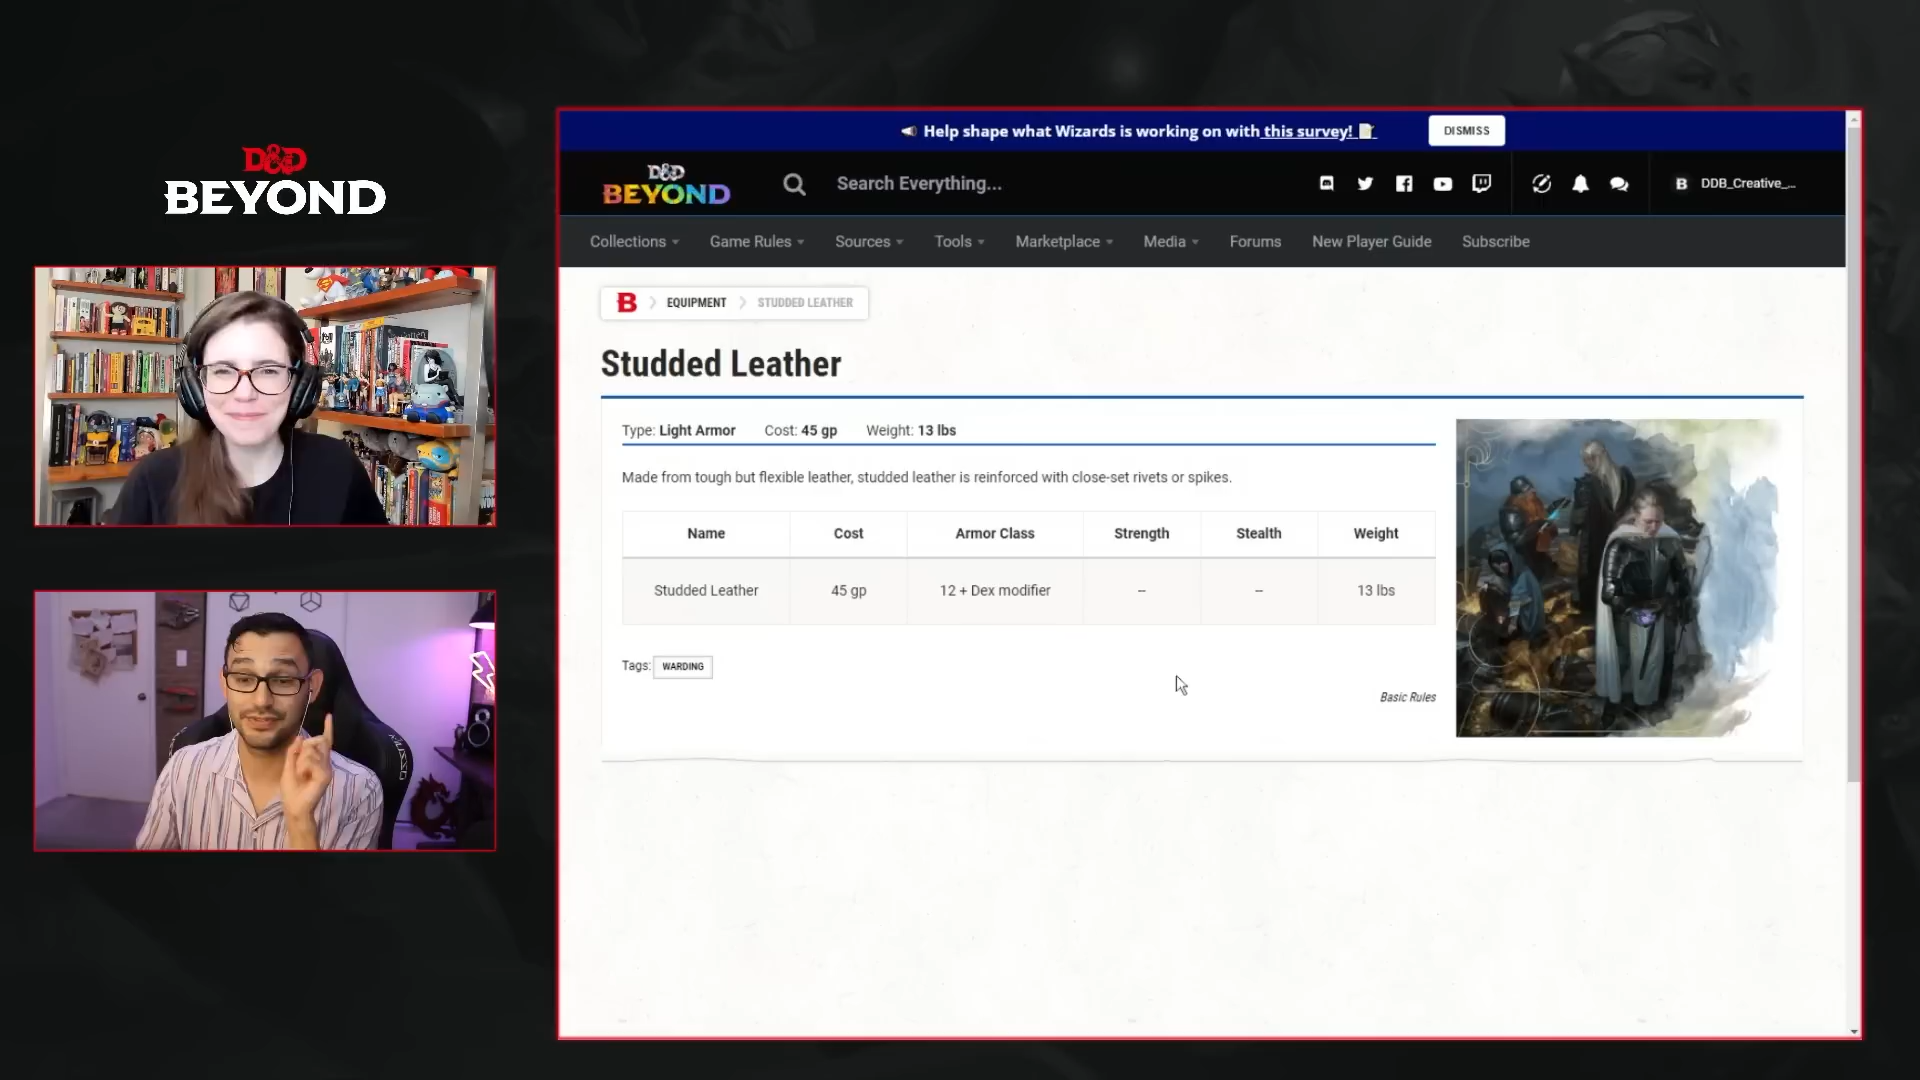 D&D
BEYOND
Help shape what Wizards is working on with this survey!
DISMISS
D&D
BEYOND
Search Everything...
B
DDB_Creative_...
Collections
Game Rules
Sources
Tools
Marketplace
Media
Forums
New Player Guide
Subscribe
B
EQUIPMENT
STUDDED LEATHER
Studded Leather
Type: Light Armor
Cost: 45 gp
Weight: 13 lbs
Made from tough but flexible leather, studded leather is reinforced with close-set rivets or spikes.
Name
Cost
Armor Class
Strength
Stealth
Weight
Studded Leather
45 gp
12 + Dex modifier
--
--
13 lbs
Tags: WARDING
Basic Rules